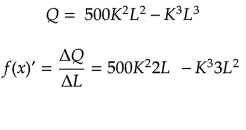 Q = 500K²L² − K³L³
f(x)′ = ΔQ/ΔL = 500K²2L − K³3L²